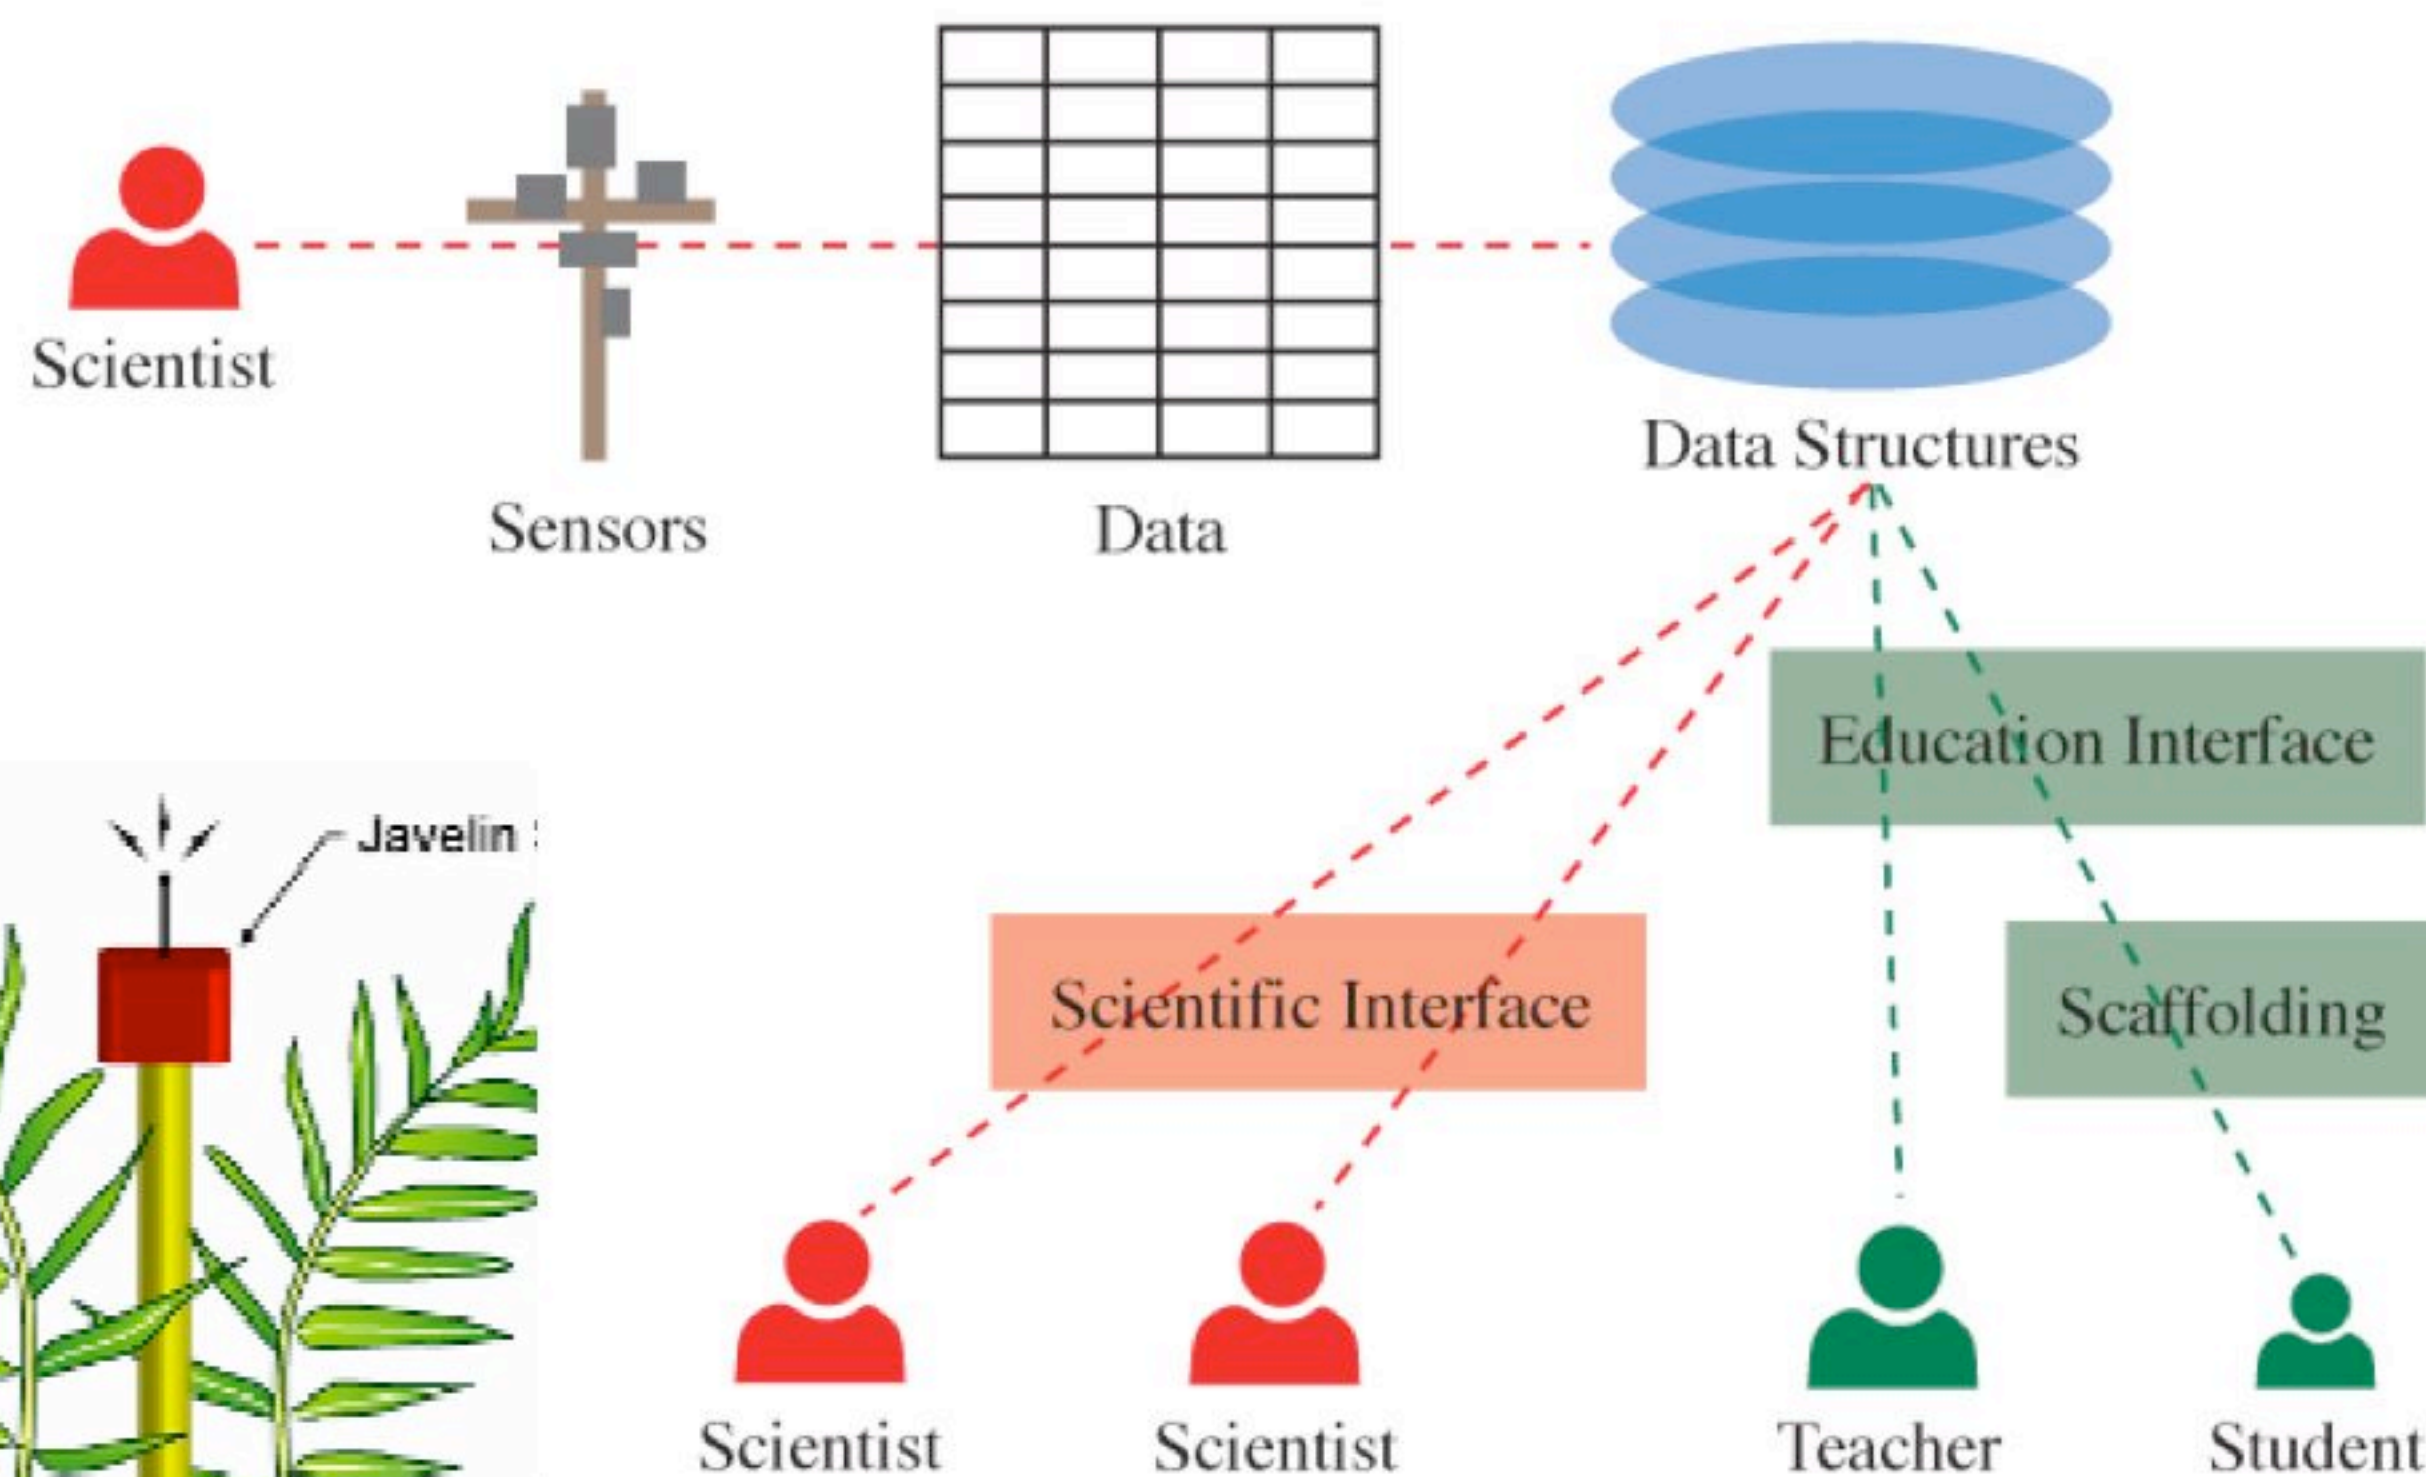 Scientist
Sensors
Data
Data Structures
Education Interface
Javelin
Scientific Interface
Scaffolding
Scientist
Scientist
Teacher
Student